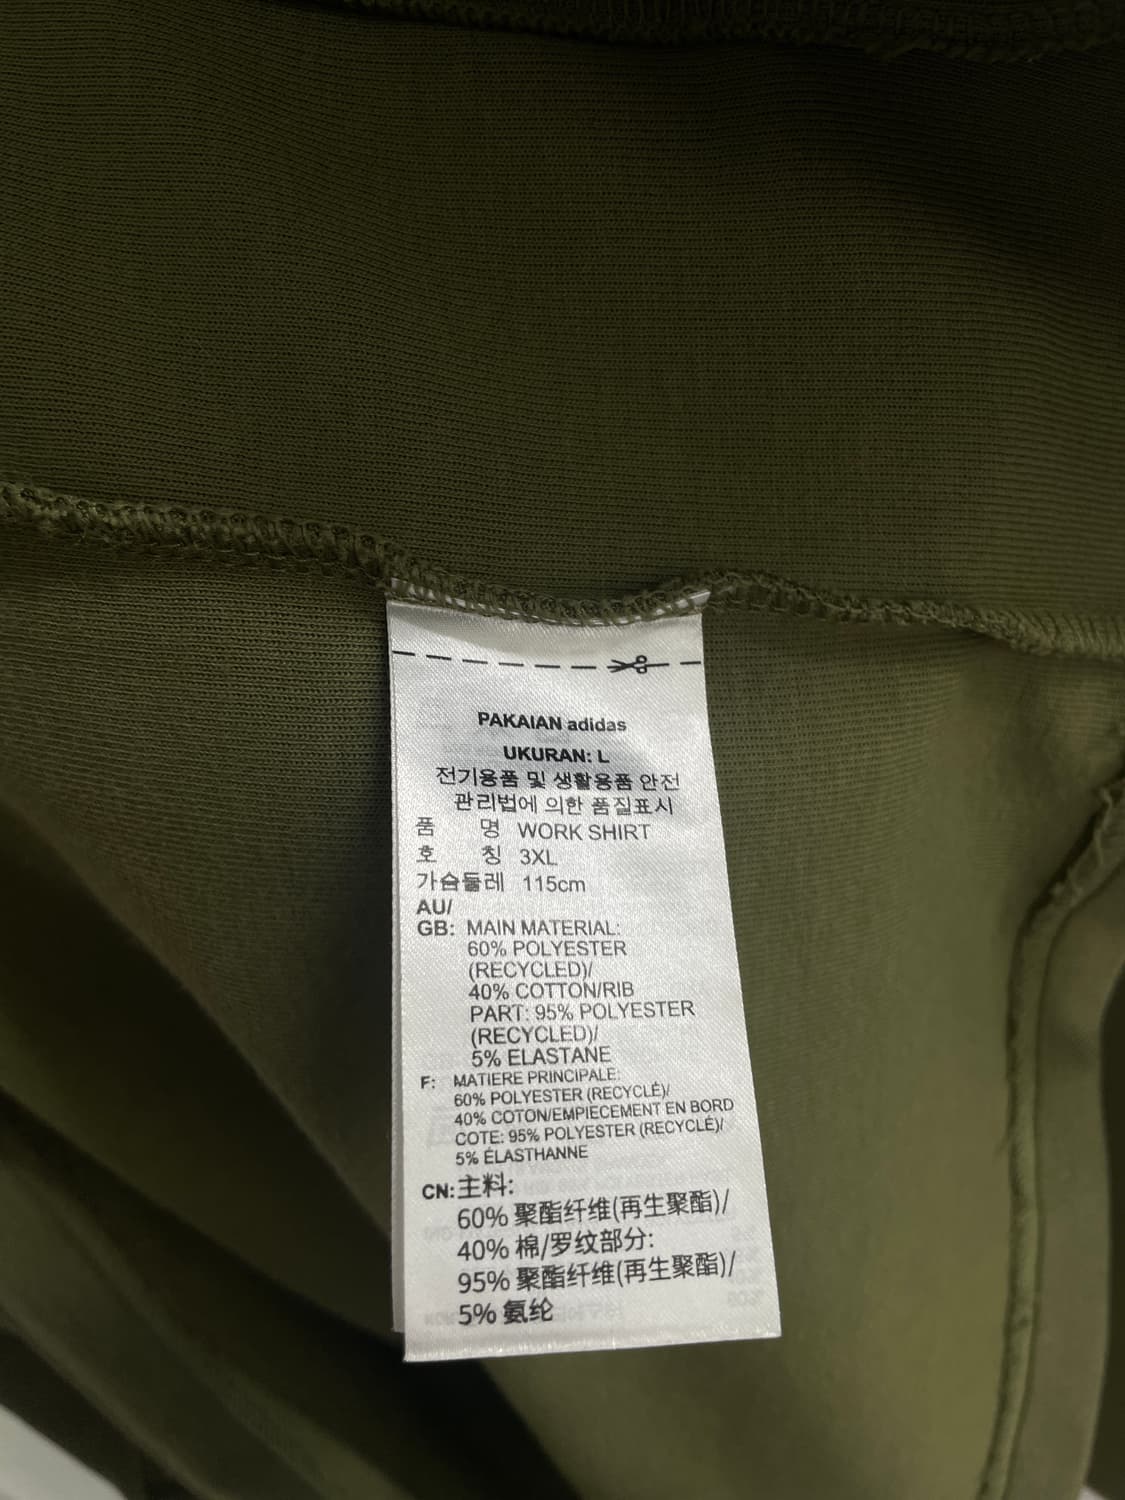 PAKAIAN adidas
UKURAN: L
전기용품 및 생활용품 안전
관리법에 의한 품질표시
품 명 WORK SHIRT
호 칭 3XL
가슴둘레 115cm
AU/
GB: MAIN MATERIAL:
60% POLYESTER
(RECYCLED)/
40% COTTON/RIB
PART: 95% POLYESTER
(RECYCLED)/
5% ELASTANE
F: MATIERE PRINCIPALE:
60% POLYESTER (RECYCLÉ)/
40% COTON/EMPIECEMENT EN BORD
COTE: 95% POLYESTER (RECYCLÉ)/
5% ÉLASTHANNE
CN: 主料:
60% 聚酯纤维(再生聚酯)/
40% 棉/罗纹部分:
95% 聚酯纤维(再生聚酯)/
5% 氨纶